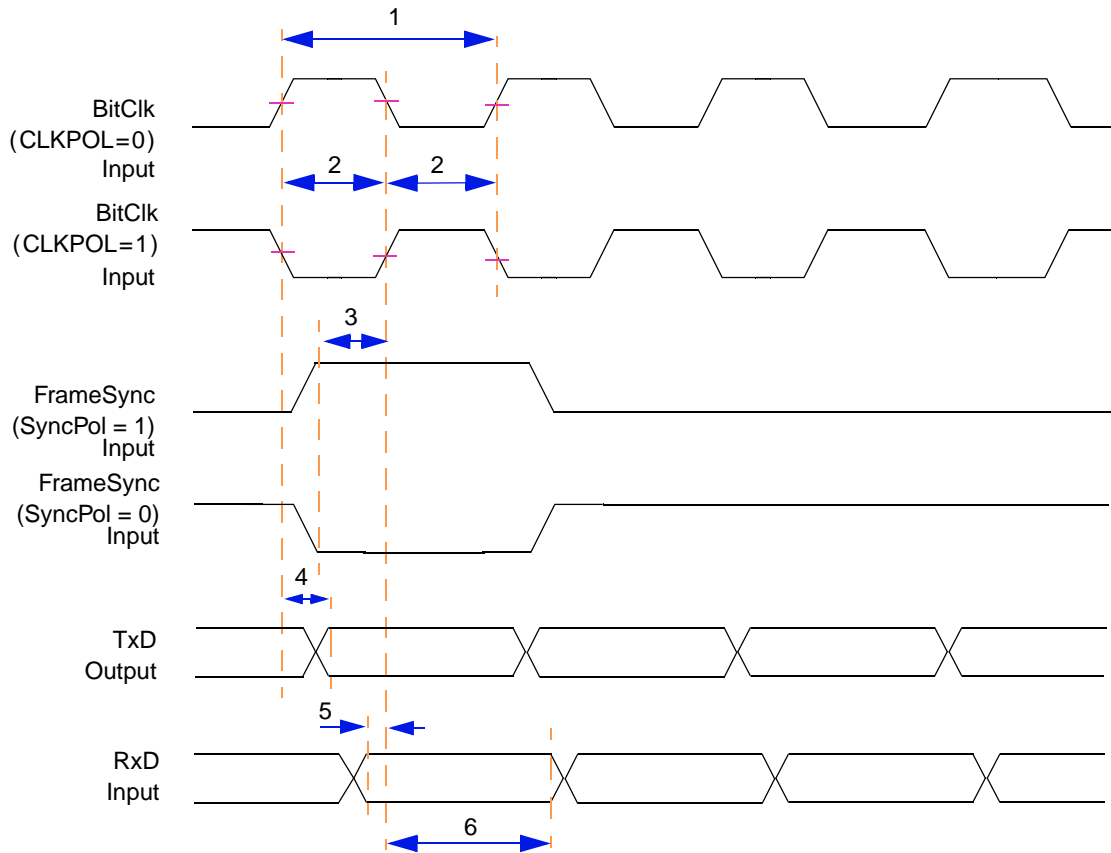 1
BitClk
(CLKPOL=0)
Input
2
2
BitClk
(CLKPOL=1)
Input
3
FrameSync
(SyncPol = 1)
Input
FrameSync
(SyncPol = 0)
Input
4
TxD
Output
5
RxD
Input
6